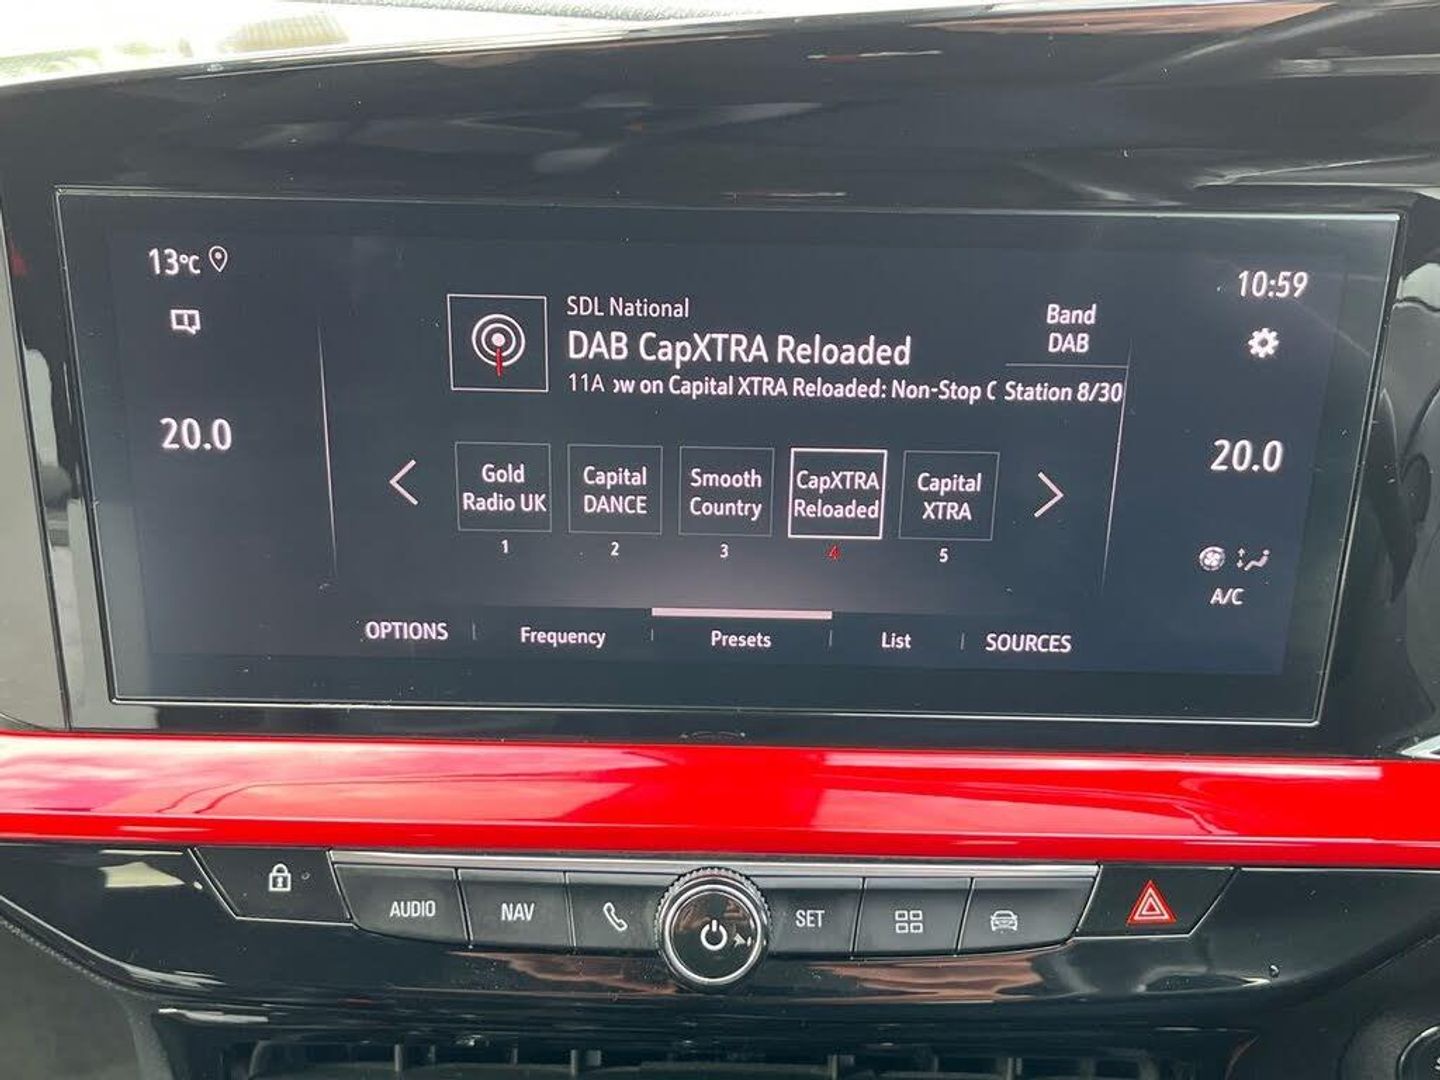 13°C
10:59
SDL National
Band
DAB CapXTRA Reloaded
DAB
11A ow on Capital XTRA Reloaded: Non-Stop C Station 8/30
20.0
20.0
Gold
Radio UK
Capital
DANCE
Smooth
Country
CapXTRA
Reloaded
Capital
XTRA
1 2 3 4 5
A/C
OPTIONS Frequency Presets List SOURCES
AUDIO NAV SET